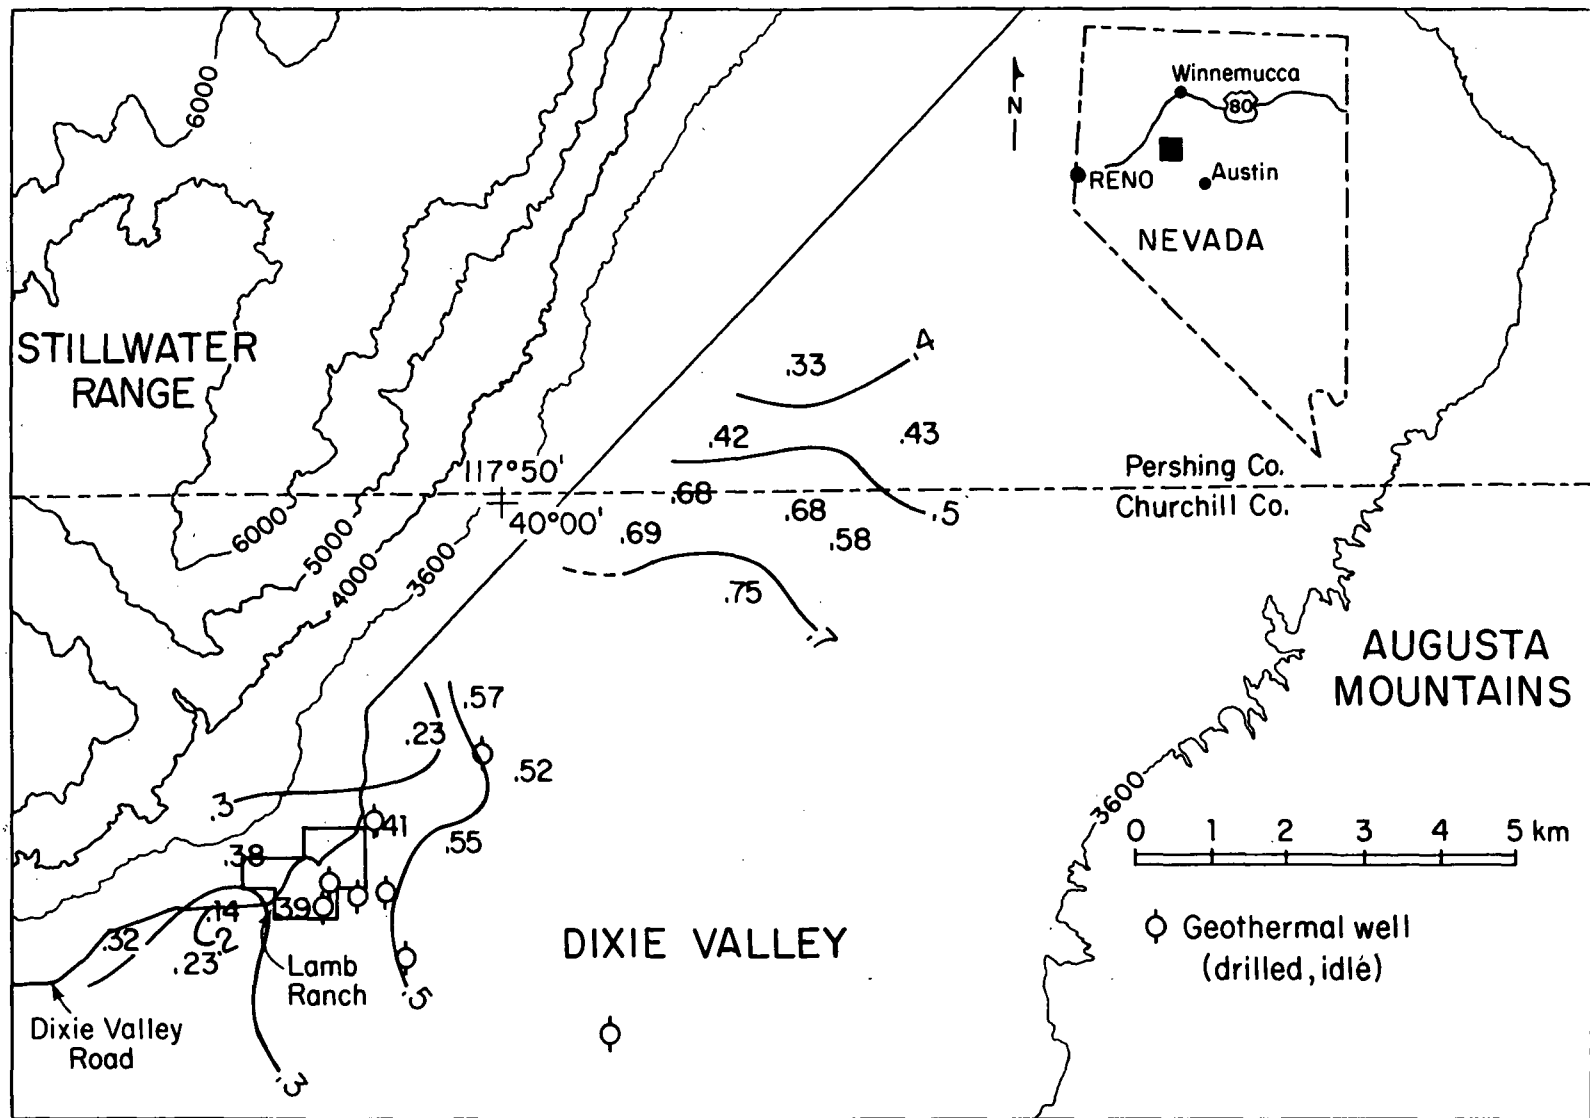 6000
N
Winnemucca
80
RENO
Austin
NEVADA
STILLWATER
RANGE
.33
.4
.42
.43
117°50'
Pershing Co.
.68
40°00'
.68
.5
Churchill Co.
6000
5000
4000
3600
.69
.58
.75
.7
AUGUSTA
MOUNTAINS
.57
.23
.52
.3
.41
.55
3600
0 1 2 3 4 5 km
.38
.14
.39
.32
.2
.23
Lamb
Ranch
.5
DIXIE VALLEY
Geothermal well
(drilled, idle)
Dixie Valley
Road
.3